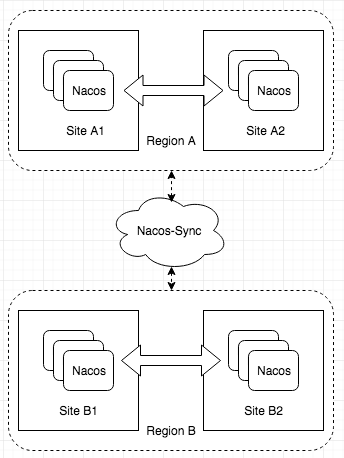 Nacos
Nacos
Site A1
Site A2
Region A
Nacos-Sync
Nacos
Nacos
Site B1
Site B2
Region B